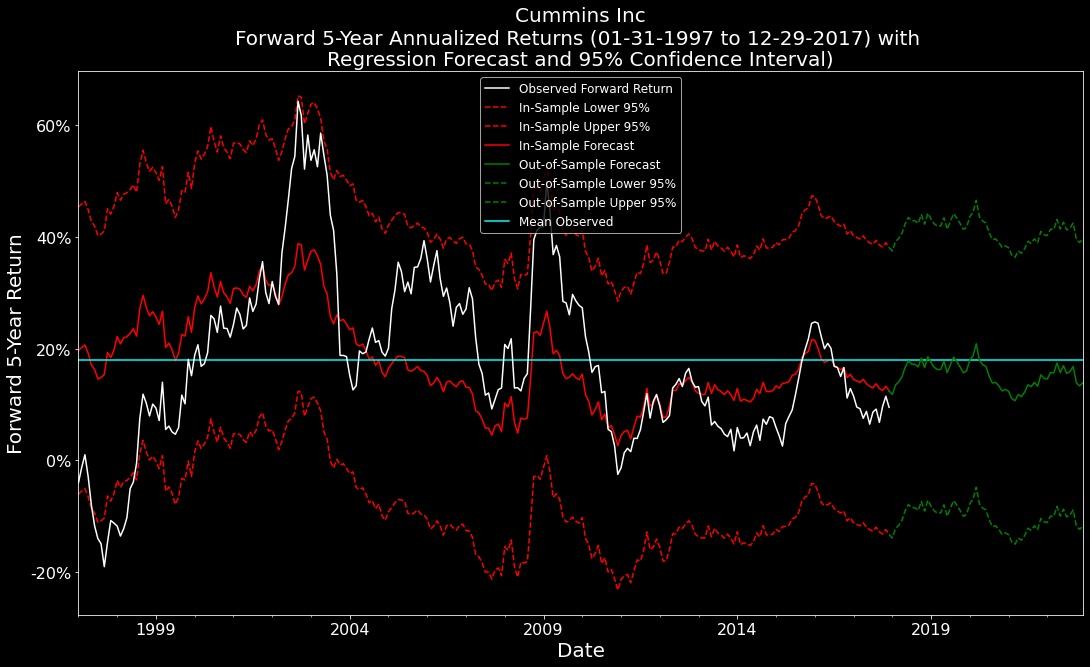 Cummins Inc
Forward 5-Year Annualized Returns (01-31-1997 to 12-29-2017) with
Regression Forecast and 95% Confidence Interval)
Observed Forward Return
In-Sample Lower 95%
In-Sample Upper 95%
In-Sample Forecast
Out-of-Sample Forecast
Out-of-Sample Lower 95%
Out-of-Sample Upper 95%
Mean Observed
Forward 5-Year Return
60%
40%
20%
0%
-20%
1999
2004
2009
2014
2019
Date